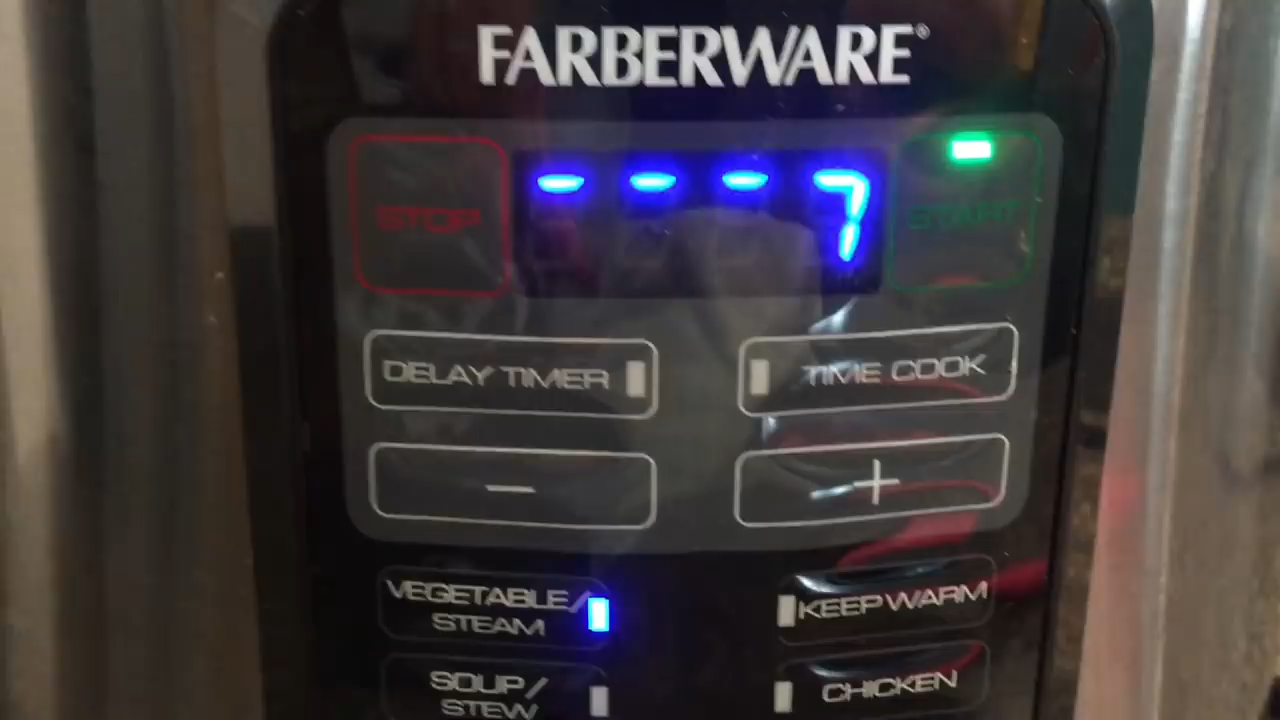 FARBERWARE®
STOP
7
START
DELAY TIMER
TIME COOK
−
+
VEGETABLE/
STEAM
KEEP WARM
SOUP/
STEW
CHICKEN